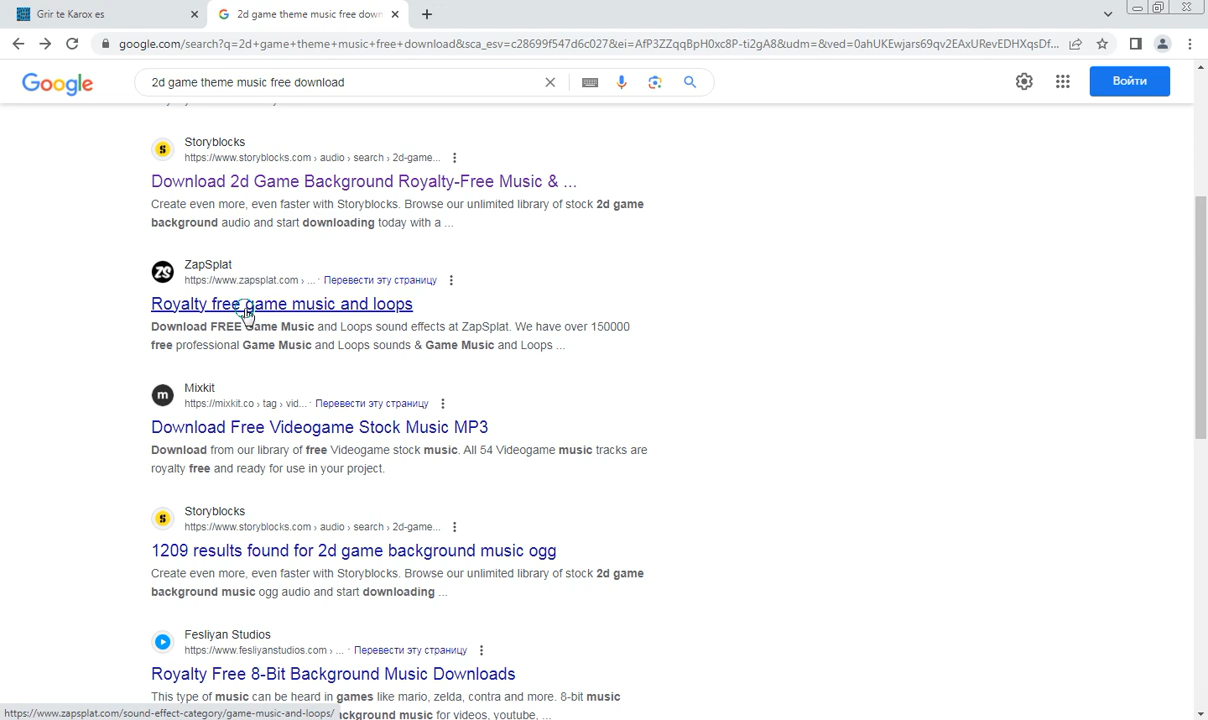 Grir te Karox es
2d game theme music free down
google.com/search?q=2d+game+theme+music+free+download&sca_esv=c28699f547d6c027&ei=AfP3ZZqqBpH0xc8P-ti2gA8&udm=&ved=0ahUKEwjars69qv2EAxURevEDHXqsDf...
Google
2d game theme music free download
Войти
Storyblocks
https://www.storyblocks.com › audio › search › 2d-game...
Download 2d Game Background Royalty-Free Music & ...
Create even more, even faster with Storyblocks. Browse our unlimited library of stock 2d game
background audio and start downloading today with a ...
ZapSplat
https://www.zapsplat.com › ... · Перевести эту страницу
Royalty free game music and loops
Download FREE Game Music and Loops sound effects at ZapSplat. We have over 150000
free professional Game Music and Loops sounds & Game Music and Loops ...
Mixkit
https://mixkit.co › tag › vid... · Перевести эту страницу
Download Free Videogame Stock Music MP3
Download from our library of free Videogame stock music. All 54 Videogame music tracks are
royalty free and ready for use in your project.
Storyblocks
https://www.storyblocks.com › audio › search › 2d-game...
1209 results found for 2d game background music ogg
Create even more, even faster with Storyblocks. Browse our unlimited library of stock 2d game
background music ogg audio and start downloading ...
Fesliyan Studios
https://www.fesliyanstudios.com › ... · Перевести эту страницу
Royalty Free 8-Bit Background Music Downloads
This type of music can be heard in games like mario, zelda, contra and more. 8-bit music
background music for videos, youtube, ...
https://www.zapsplat.com/sound-effect-category/game-music-and-loops/